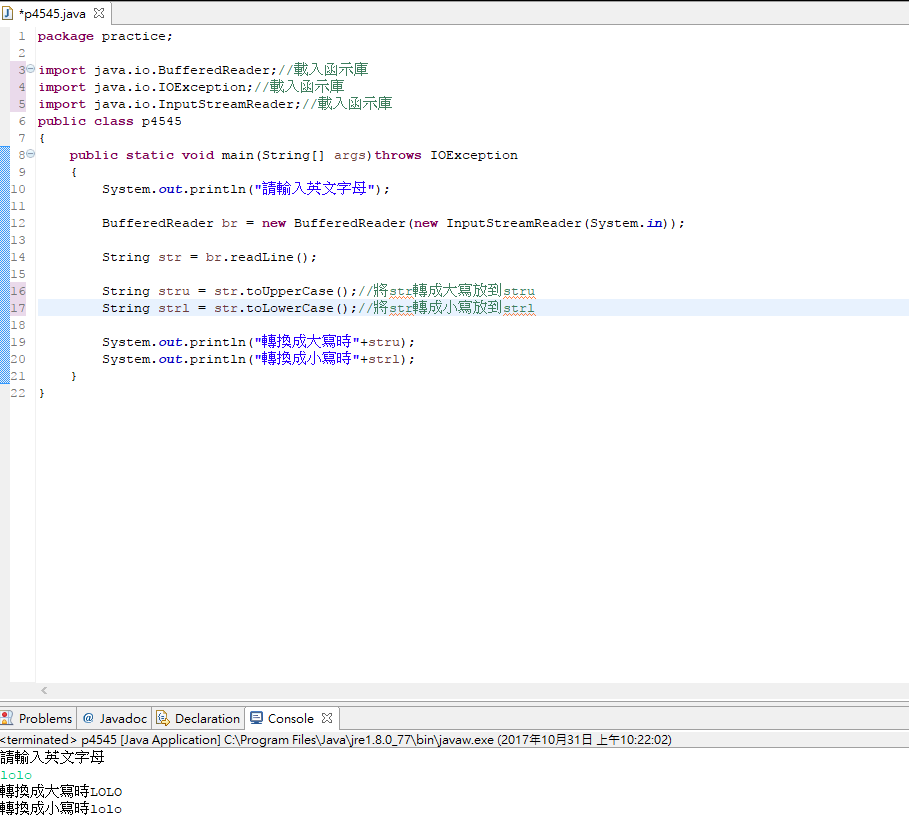 *p4545.java
1 package practice;
2
3 import java.io.BufferedReader;//載入函示庫
4 import java.io.IOException;//載入函示庫
5 import java.io.InputStreamReader;//載入函示庫
6 public class p4545
7 {
8     public static void main(String[] args)throws IOException
9     {
10         System.out.println("請輸入英文字母");
11
12         BufferedReader br = new BufferedReader(new InputStreamReader(System.in));
13
14         String str = br.readLine();
15
16         String stru = str.toUpperCase();//將str轉成大寫放到stru
17         String strl = str.toLowerCase();//將str轉成小寫放到strl
18
19         System.out.println("轉換成大寫時"+stru);
20         System.out.println("轉換成小寫時"+strl);
21     }
22 }
Problems @ Javadoc Declaration Console
<terminated> p4545 [Java Application] C:\Program Files\Java\jre1.8.0_77\bin\javaw.exe (2017年10月31日 上午10:22:02)
請輸入英文字母
lolo
轉換成大寫時LOLO
轉換成小寫時lolo